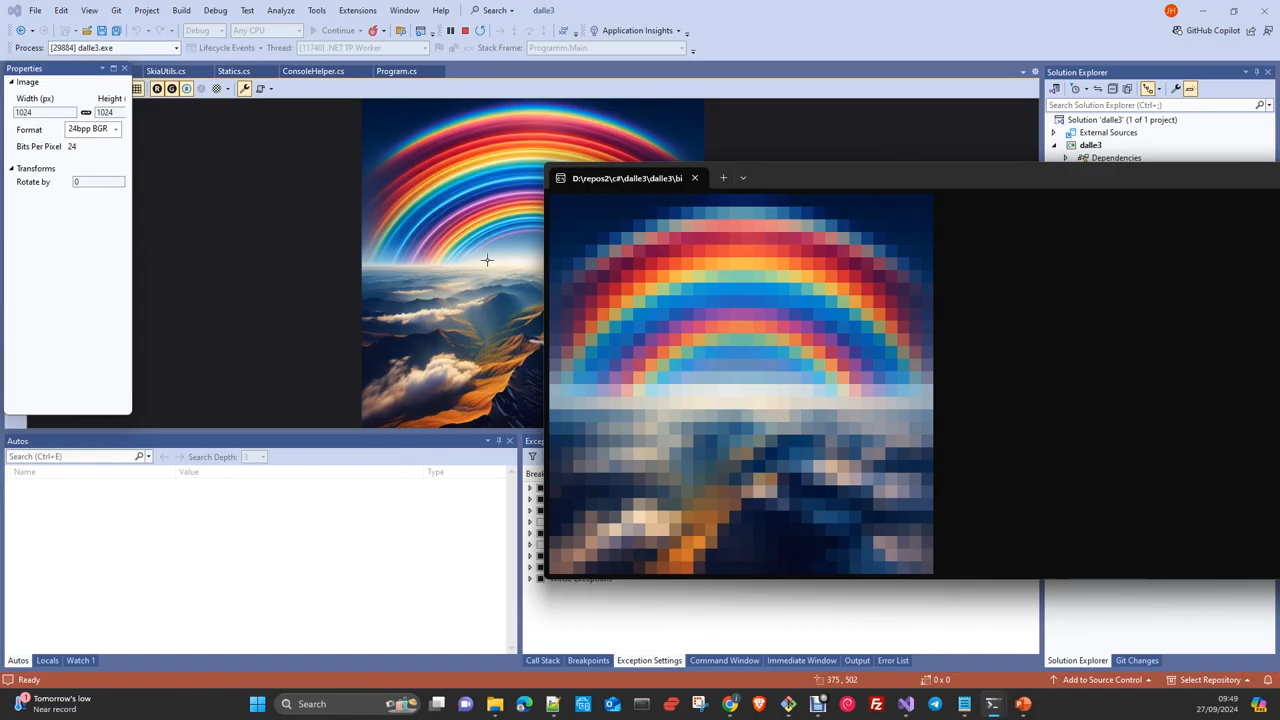 File Edit View Git Project Build Debug Test Analyze Tools Extensions Window Help Search dalle3 JH
Debug Any CPU Continue Application Insights GitHub Copilot
Process: [29884] dalle3.exe Lifecycle Events Thread: [11740] .NET TP Worker Stack Frame: Programm.Main
Properties
SkiaUtils.cs Statics.cs ConsoleHelper.cs Program.cs
Solution Explorer
Image
R G B
Width (px) Height (
1024 1024
Format 24bpp BGR
Bits Per Pixel 24
Transforms
Rotate by 0
Search Solution Explorer (Ctrl+;)
Solution 'dalle3' (1 of 1 project)
External Sources
dalle3
Dependencies
D:\repos2\c#\dalle3\dalle3\bi
Autos
Search (Ctrl+E) Search Depth: 3
Name Value Type
Autos Locals Watch 1
Call Stack Breakpoints Exception Settings Command Window Immediate Window Output Error List
Solution Explorer Git Changes
Ready 375 , 502 0 x 0 Add to Source Control Select Repository
1
Tomorrow's low
Near record
Search
09:49
27/09/2024